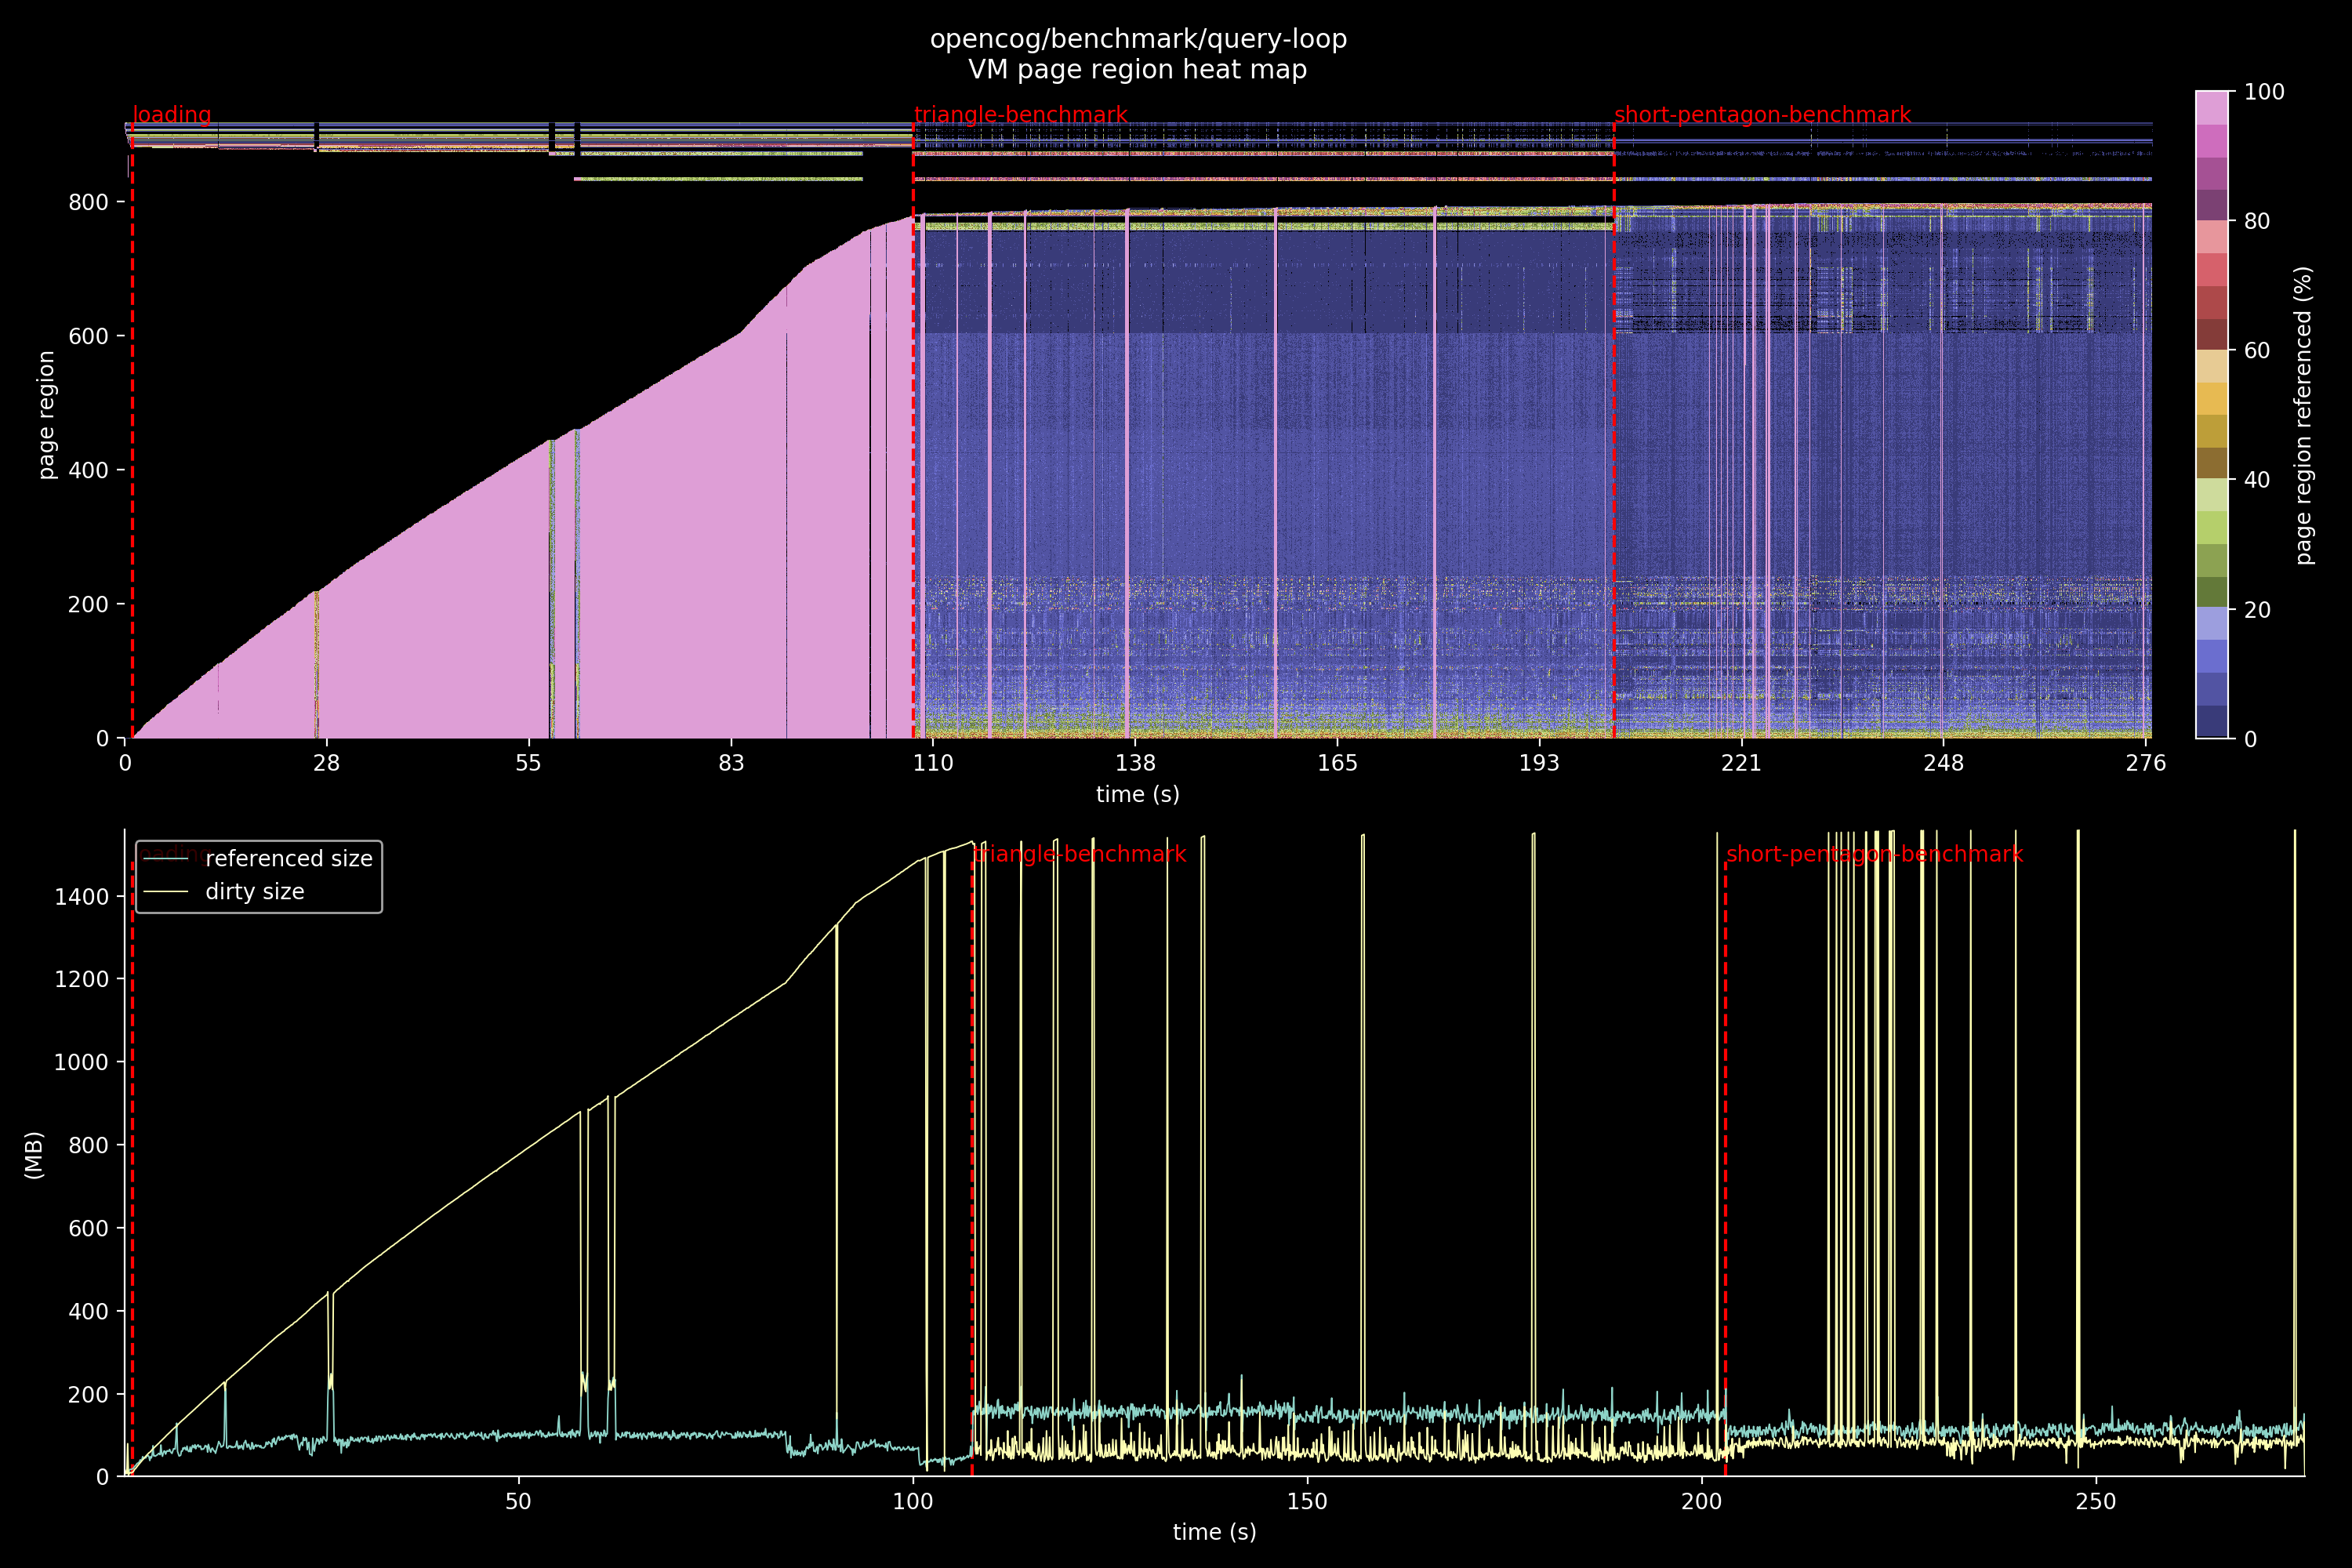 opencog/benchmark/query-loop
VM page region heat map
loading
triangle-benchmark
short-pentagon-benchmark
page region
800
600
400
200
0
0
28
55
83
110
138
165
193
221
248
276
time (s)
100
80
60
40
20
0
page region referenced (%)
loading
referenced size
dirty size
triangle-benchmark
short-pentagon-benchmark
(MB)
1400
1200
1000
800
600
400
200
0
50
100
150
200
250
time (s)